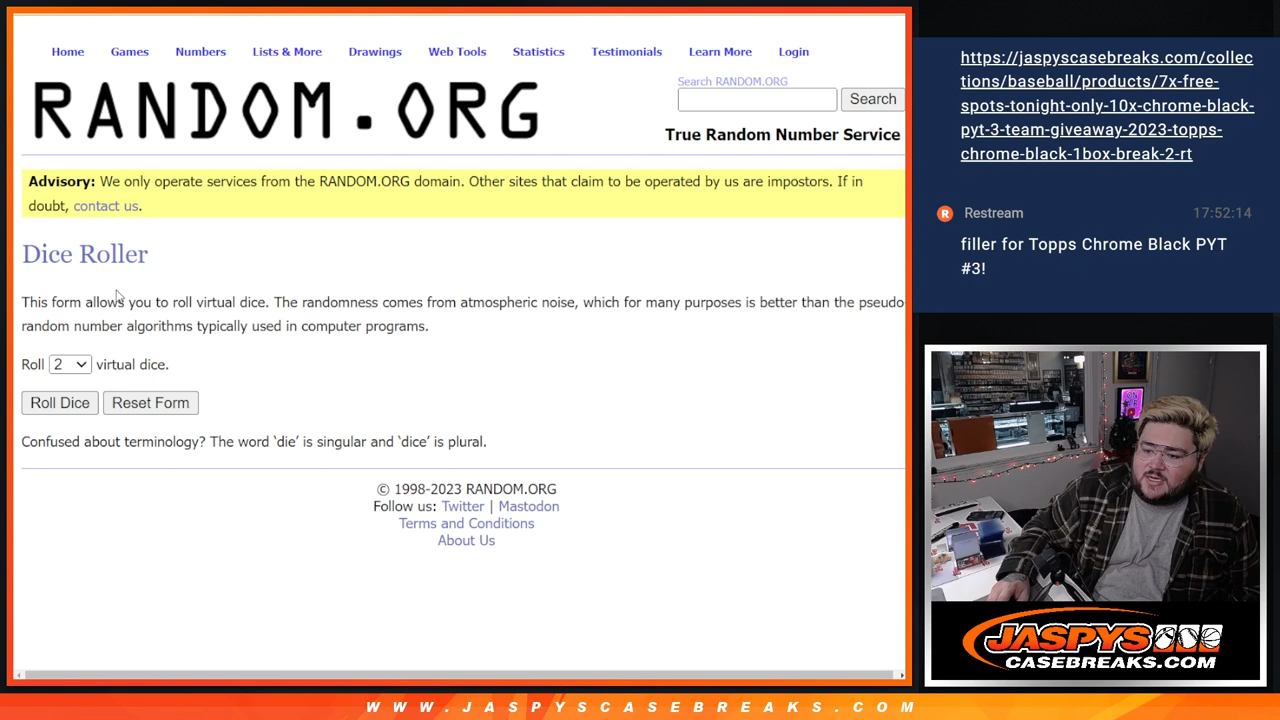 Home Games Numbers Lists & More Drawings Web Tools Statistics Testimonials Learn More Login
RANDOM.ORG
Search RANDOM.ORG
Search
True Random Number Service
Advisory: We only operate services from the RANDOM.ORG domain. Other sites that claim to be operated by us are impostors. If in
doubt, contact us.
Dice Roller
This form allows you to roll virtual dice. The randomness comes from atmospheric noise, which for many purposes is better than the pseudo
random number algorithms typically used in computer programs.
Roll 2 virtual dice.
Roll Dice Reset Form
Confused about terminology? The word ‘die’ is singular and ‘dice’ is plural.
© 1998-2023 RANDOM.ORG
Follow us: Twitter | Mastodon
Terms and Conditions
About Us
https://jaspyscasebreaks.com/collec
tions/baseball/products/7x-free-
spots-tonight-only-10x-chrome-black-
pyt-3-team-giveaway-2023-topps-
chrome-black-1box-break-2-rt
R Restream 17:52:14
filler for Topps Chrome Black PYT
#3!
JASPYS
CASEBREAKS.COM
WWW.JASPYSCASEBREAKS.COM